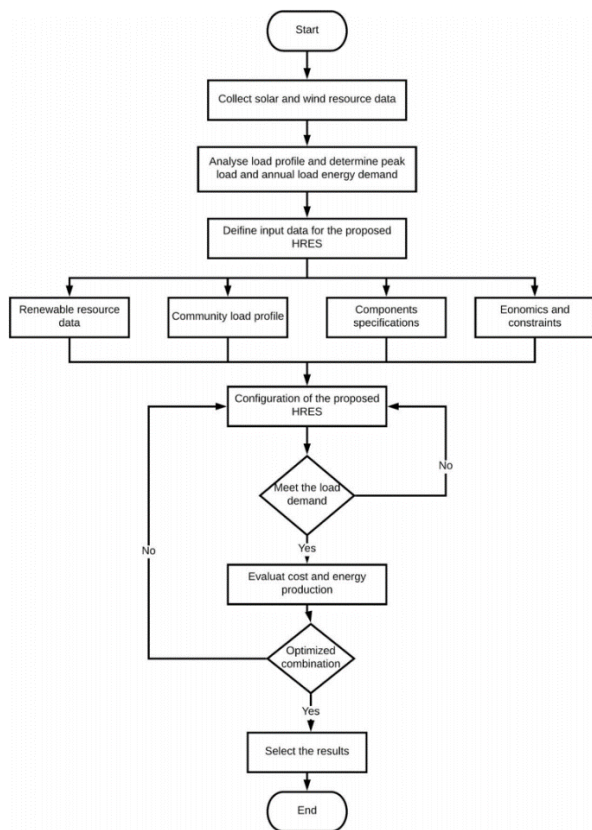 Start
Collect solar and wind resource data
Analyse load profile and determine peak
load and annual load energy demand
Deifine input data for the proposed
HRES
Renewable resource
data
Community load profile
Components
specifications
Eonomics and
constraints
Configuration of the proposed
HRES
No
Meet the load
demand
Yes
No
Evaluat cost and energy
production
Optimized
combination
Yes
Select the results
End